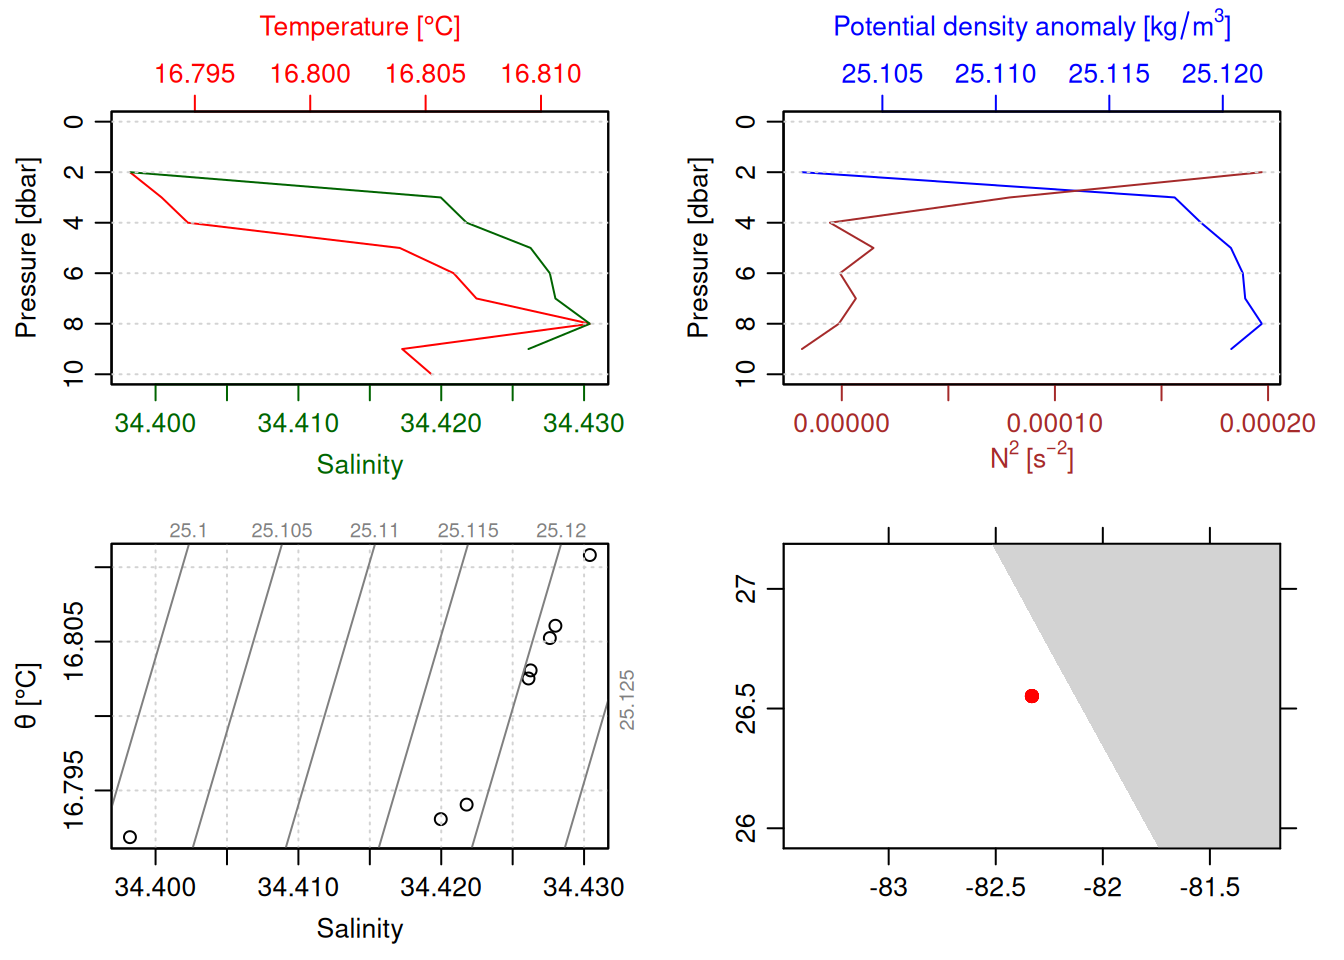 Temperature [°C]
16.795 16.800 16.805 16.810
Pressure [dbar]
0
2
4
6
8
10
34.400 34.410 34.420 34.430
Salinity
Potential density anomaly [kg/m³]
25.105 25.110 25.115 25.120
Pressure [dbar]
0
2
4
6
8
10
0.00000 0.00010 0.00020
N² [s⁻²]
25.1 25.105 25.11 25.115 25.12
25.125
θ [°C]
16.805
16.795
34.400 34.410 34.420 34.430
Salinity
27
26.5
26
-83 -82.5 -82 -81.5